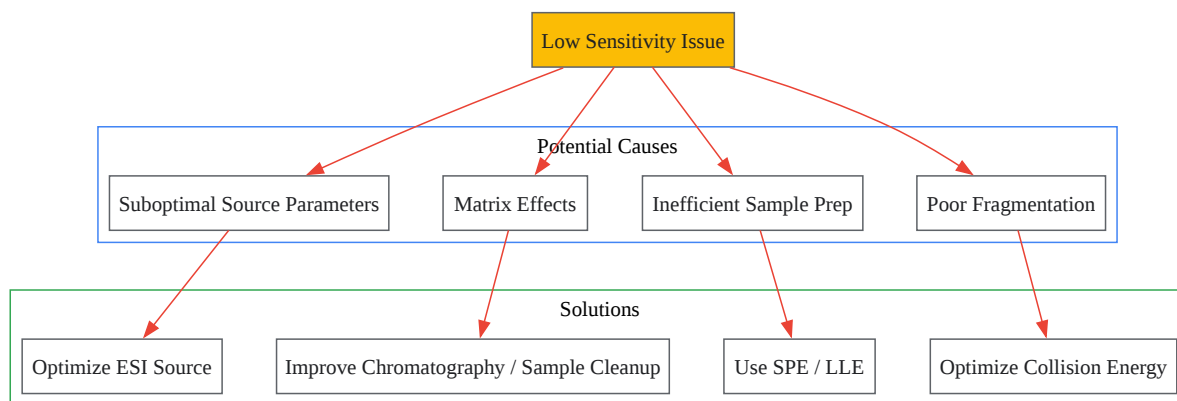 Low Sensitivity Issue
Potential Causes
Suboptimal Source Parameters
Matrix Effects
Inefficient Sample Prep
Poor Fragmentation
Solutions
Optimize ESI Source
Improve Chromatography / Sample Cleanup
Use SPE / LLE
Optimize Collision Energy